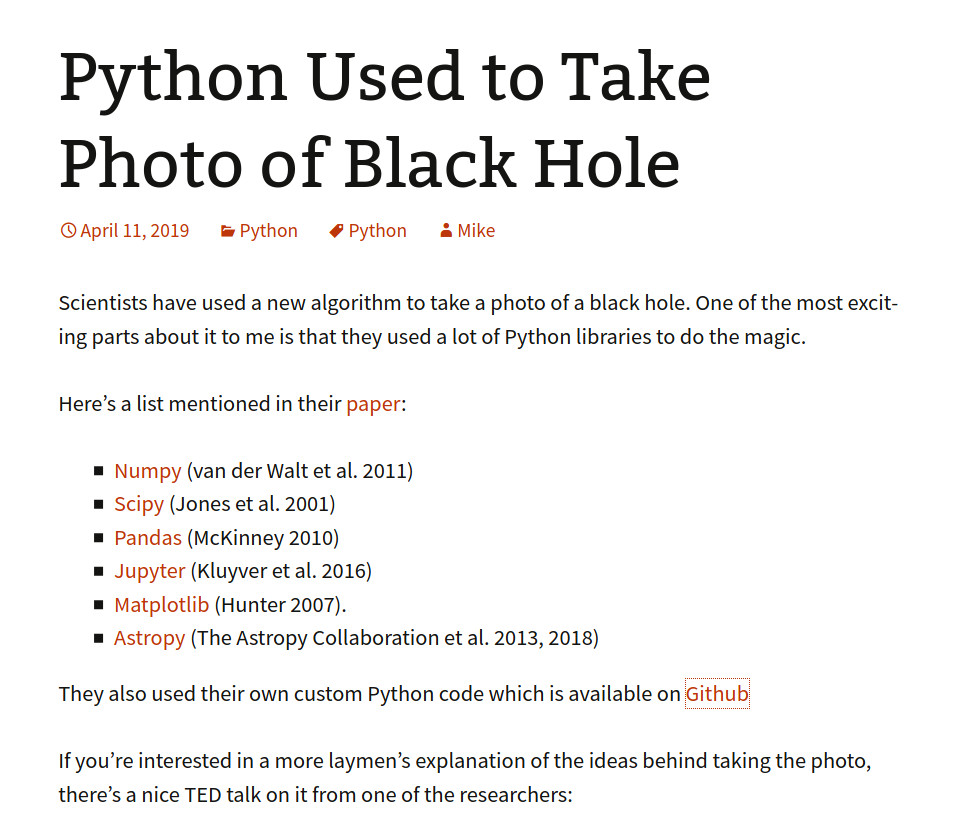 Python Used to Take
Photo of Black Hole
April 11, 2019 Python Python Mike
Scientists have used a new algorithm to take a photo of a black hole. One of the most excit-
ing parts about it to me is that they used a lot of Python libraries to do the magic.
Here’s a list mentioned in their paper:
Numpy (van der Walt et al. 2011)
Scipy (Jones et al. 2001)
Pandas (McKinney 2010)
Jupyter (Kluyver et al. 2016)
Matplotlib (Hunter 2007).
Astropy (The Astropy Collaboration et al. 2013, 2018)
They also used their own custom Python code which is available on Github
If you’re interested in a more laymen’s explanation of the ideas behind taking the photo,
there’s a nice TED talk on it from one of the researchers: